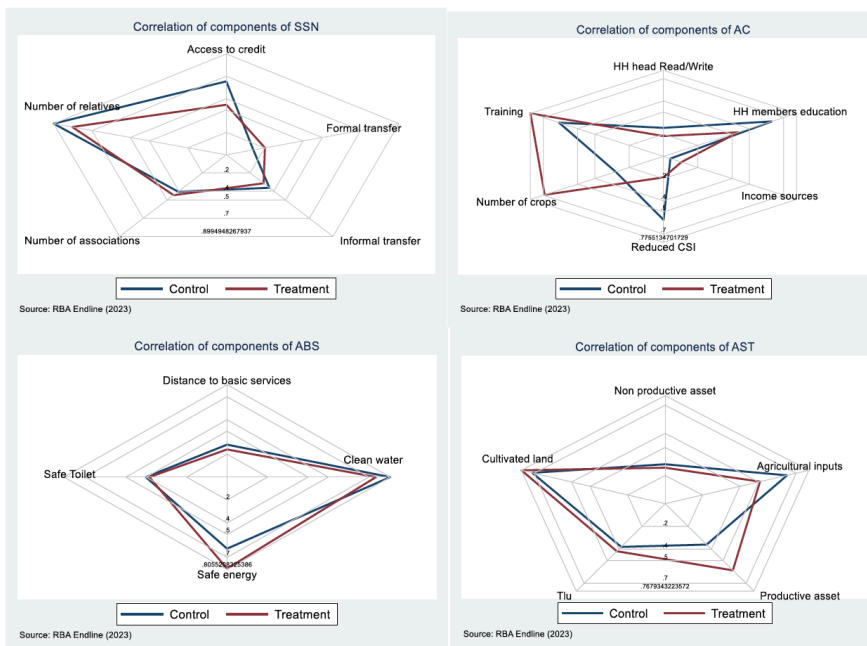 Correlation of components of SSN
Access to credit
Number of relatives
Formal transfer
.2
.4
.5
.7
.8994948267937
Number of associations
Informal transfer
Control
Treatment
Source: RBA Endline (2023)
Correlation of components of AC
HH head Read/Write
Training
HH members education
Number of crops
Income sources
.7
.7765134701729
Reduced CSI
Control
Treatment
Source: RBA Endline (2023)
Correlation of components of ABS
Distance to basic services
Safe Toilet
Clean water
.2
.4
.5
.7
Safe energy
Control
Treatment
Source: RBA Endline (2023)
Correlation of components of AST
Non productive asset
Cultivated land
Agricultural inputs
.2
.4
.5
.7
.7679343223572
Tlu
Productive asset
Control
Treatment
Source: RBA Endline (2023)